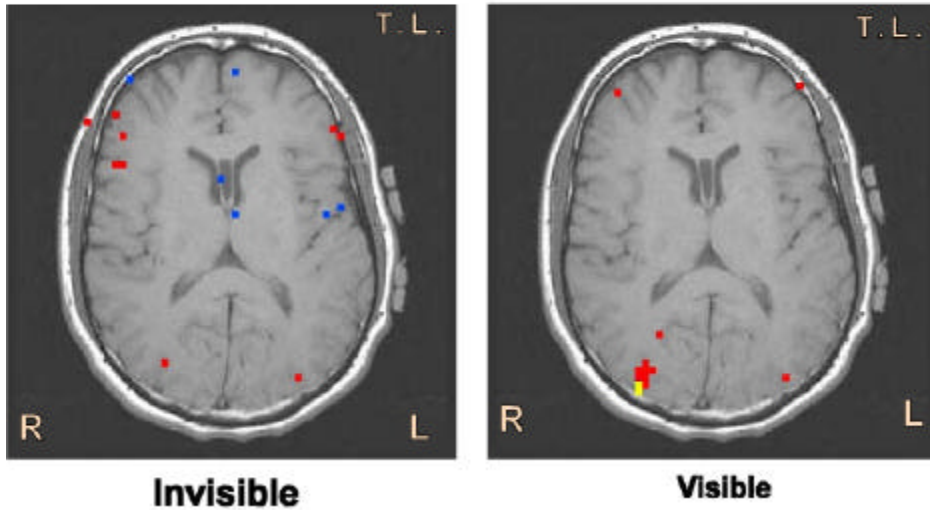 T. L.
R
L
Invisible
T. L.
R
L
Visible